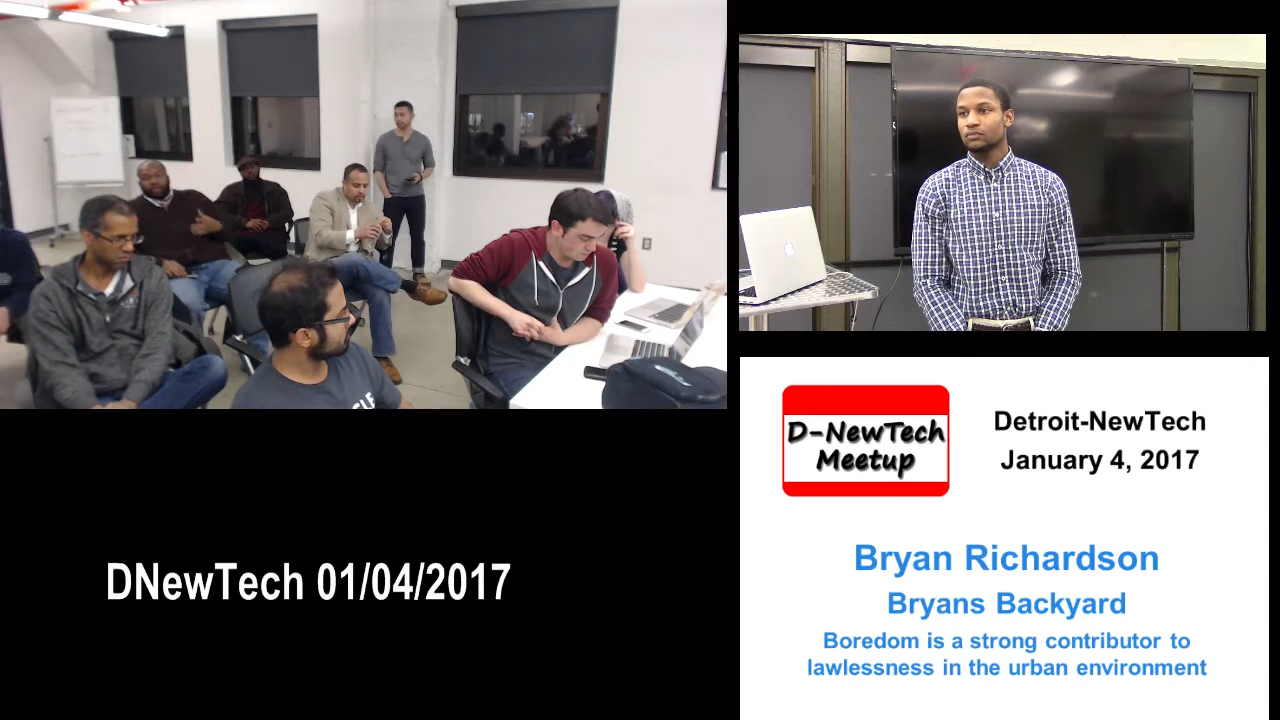 D-NewTech
Meetup
Detroit-NewTech
January 4, 2017
Bryan Richardson
Bryans Backyard
Boredom is a strong contributor to
lawlessness in the urban environment
DNewTech 01/04/2017